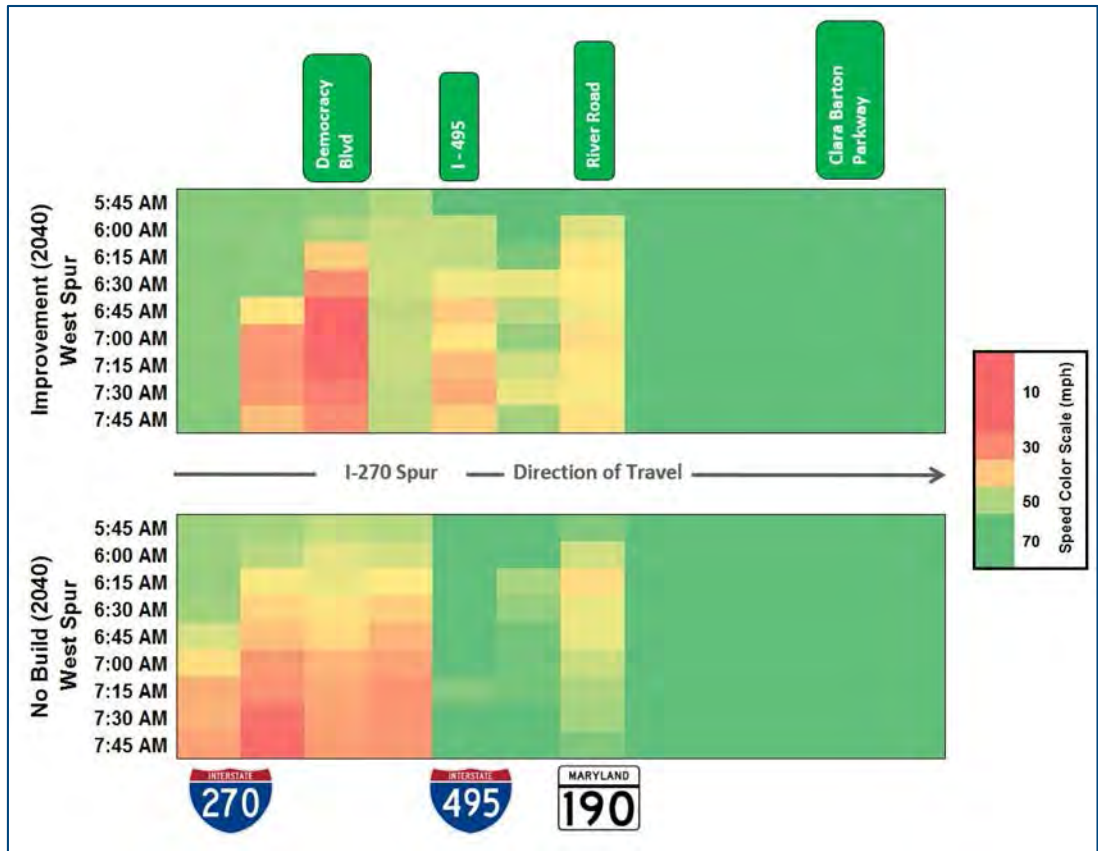 Democracy
Blvd
I - 495
River Road
Clara Barton
Parkway
Improvement (2040)
West Spur
5:45 AM
6:00 AM
6:15 AM
6:30 AM
6:45 AM
7:00 AM
7:15 AM
7:30 AM
7:45 AM
I-270 Spur
Direction of Travel
10
30
50
70
Speed Color Scale (mph)
No Build (2040)
West Spur
5:45 AM
6:00 AM
6:15 AM
6:30 AM
6:45 AM
7:00 AM
7:15 AM
7:30 AM
7:45 AM
INTERSTATE
270
INTERSTATE
495
MARYLAND
190